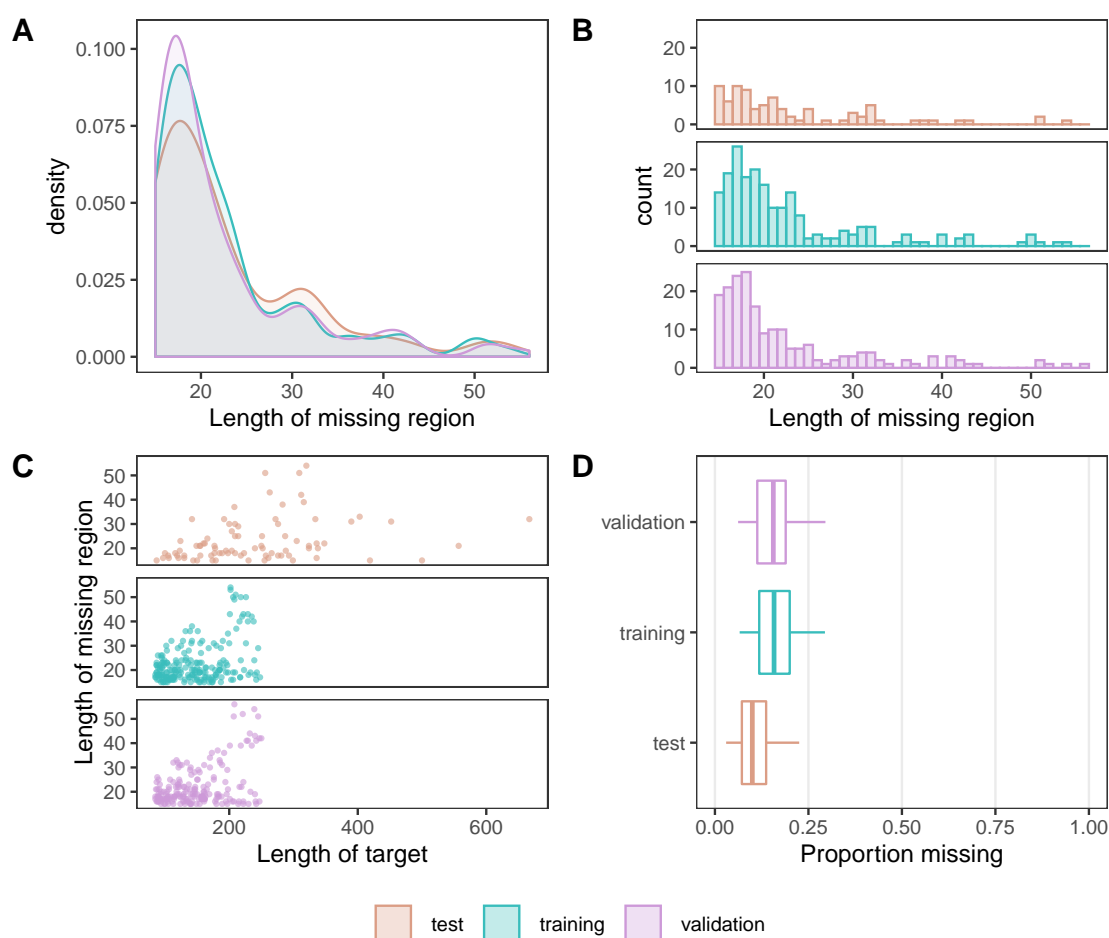 A
density
0.100
0.075
0.050
0.025
0.000
20 30 40 50
Length of missing region
B
count
20
10
0
20
10
0
20
10
0
20 30 40 50
Length of missing region
C
Length of missing region
50
40
30
20
50
40
30
20
50
40
30
20
200 400 600
Length of target
D
validation
training
test
0.00 0.25 0.50 0.75 1.00
Proportion missing
test training validation